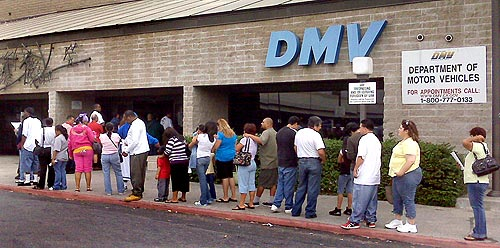 DMV
DMV
DEPARTMENT OF
MOTOR VEHICLES
FOR APPOINTMENTS CALL:
1-800-777-0133